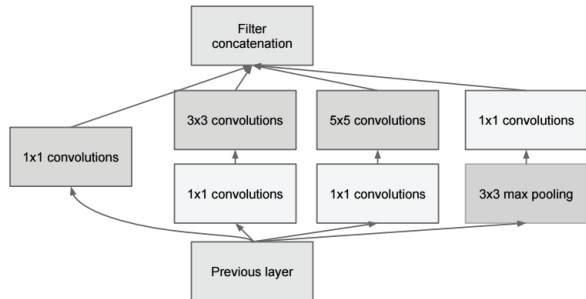 Filter
concatenation
3x3 convolutions
5x5 convolutions
1x1 convolutions
1x1 convolutions
1x1 convolutions
1x1 convolutions
3x3 max pooling
Previous layer